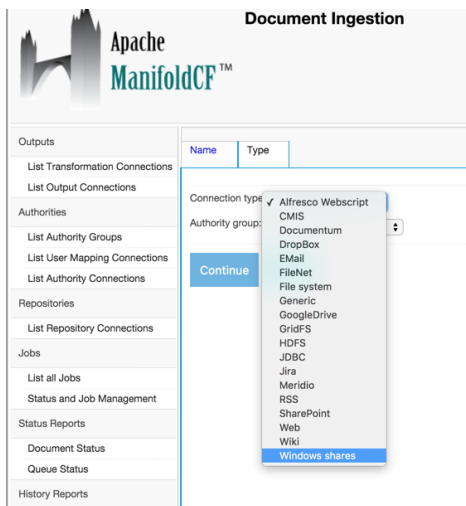 Document Ingestion
Apache
ManifoldCF™
Outputs
List Transformation Connections
List Output Connections
Authorities
List Authority Groups
List User Mapping Connections
List Authority Connections
Repositories
List Repository Connections
Jobs
List all Jobs
Status and Job Management
Status Reports
Document Status
Queue Status
History Reports
Name
Type
Connection type
✓ Alfresco Webscript
CMIS
Documentum
DropBox
EMail
FileNet
File system
Generic
GoogleDrive
GridFS
HDFS
JDBC
Jira
Meridio
RSS
SharePoint
Web
Wiki
Windows shares
Authority group:
Continue